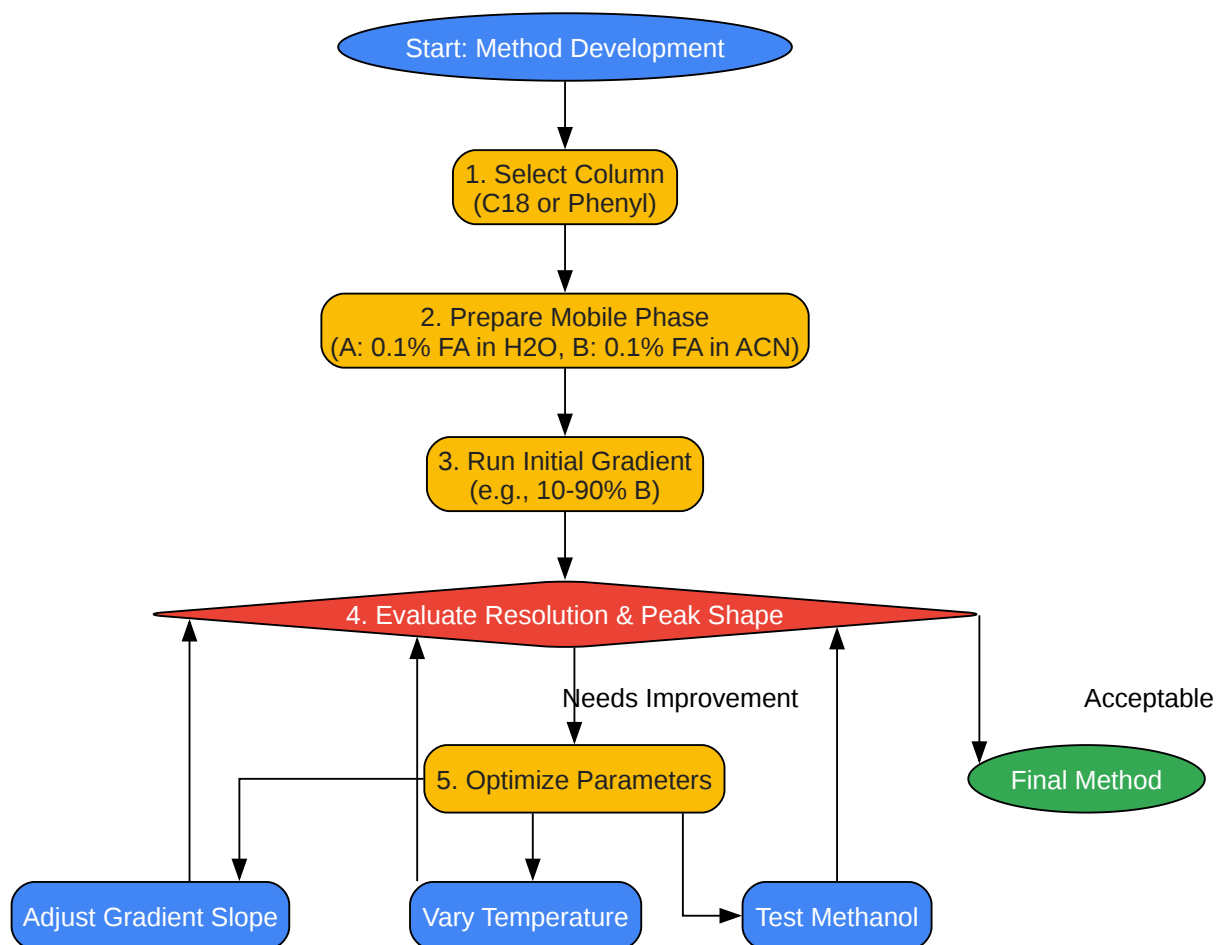 Start: Method Development
1. Select Column
(C18 or Phenyl)
2. Prepare Mobile Phase
(A: 0.1% FA in H2O, B: 0.1% FA in ACN)
3. Run Initial Gradient
(e.g., 10-90% B)
4. Evaluate Resolution & Peak Shape
Needs Improvement
Acceptable
5. Optimize Parameters
Final Method
Adjust Gradient Slope
Vary Temperature
Test Methanol